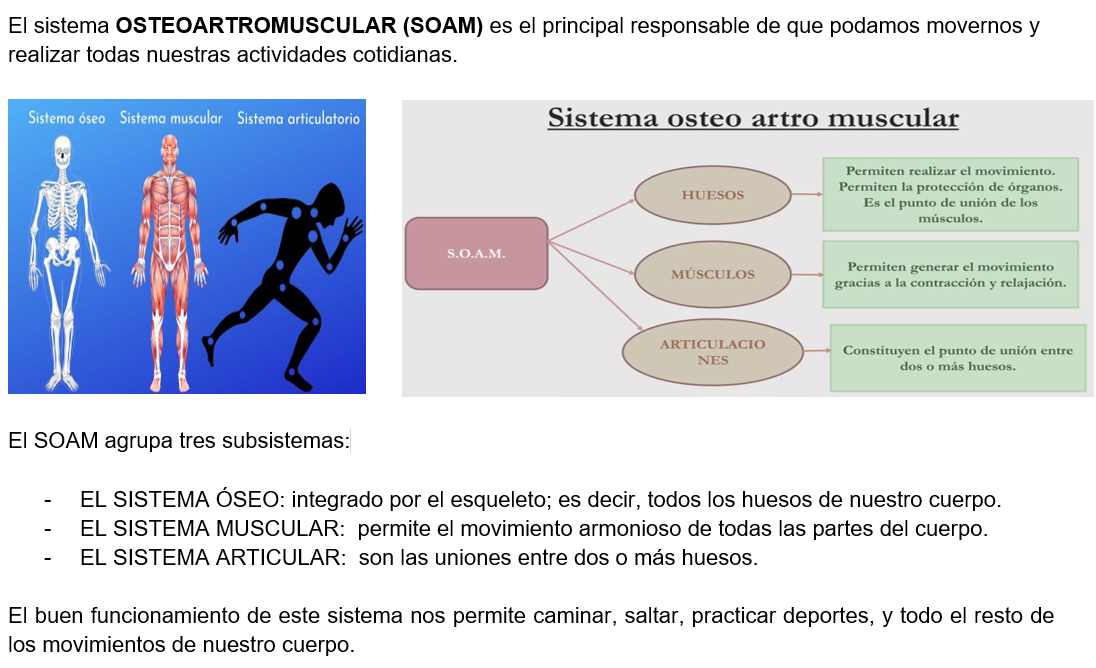 El sistema OSTEOARTROMUSCULAR (SOAM) es el principal responsable de que podamos movernos y
realizar todas nuestras actividades cotidianas.
Sistema óseo Sistema muscular Sistema articulatorio
Sistema osteo artro muscular
S.O.A.M.
HUESOS
Permiten realizar el movimiento.
Permiten la protección de órganos.
Es el punto de unión de los
músculos.
MÚSCULOS
Permiten generar el movimiento
gracias a la contracción y relajación.
ARTICULACIO
NES
Constituyen el punto de unión entre
dos o más huesos.
El SOAM agrupa tres subsistemas:
- EL SISTEMA ÓSEO: integrado por el esqueleto; es decir, todos los huesos de nuestro cuerpo.
- EL SISTEMA MUSCULAR: permite el movimiento armonioso de todas las partes del cuerpo.
- EL SISTEMA ARTICULAR: son las uniones entre dos o más huesos.
El buen funcionamiento de este sistema nos permite caminar, saltar, practicar deportes, y todo el resto de
los movimientos de nuestro cuerpo.